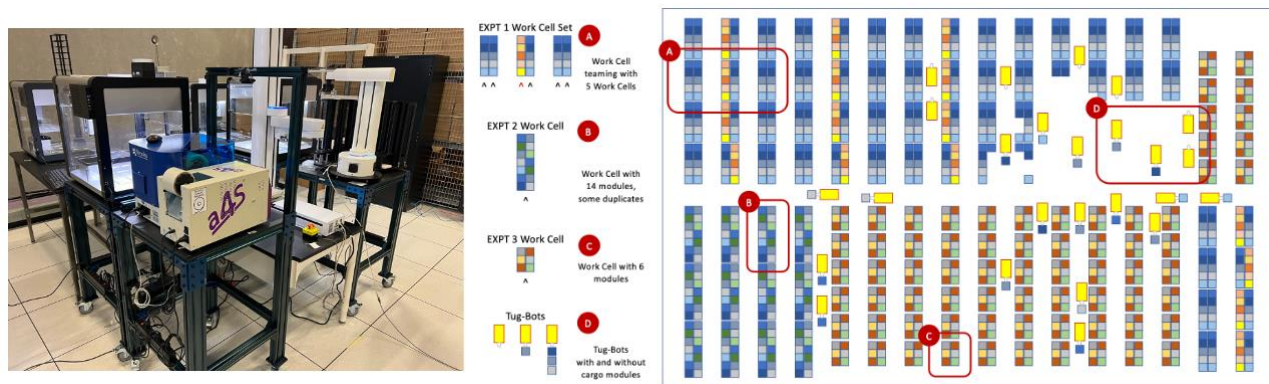 a4S
EXPT 1 Work Cell Set
A
Work Cell
teaming with
5 Work Cells
^ ^ ^ ^ ^ ^
EXPT 2 Work Cell
B
Work Cell with
14 modules,
some duplicates
^
EXPT 3 Work Cell
C
Work Cell with 6
modules
^
Tug-Bots
D
Tug-Bots
with and without
cargo modules
A
D
B
C